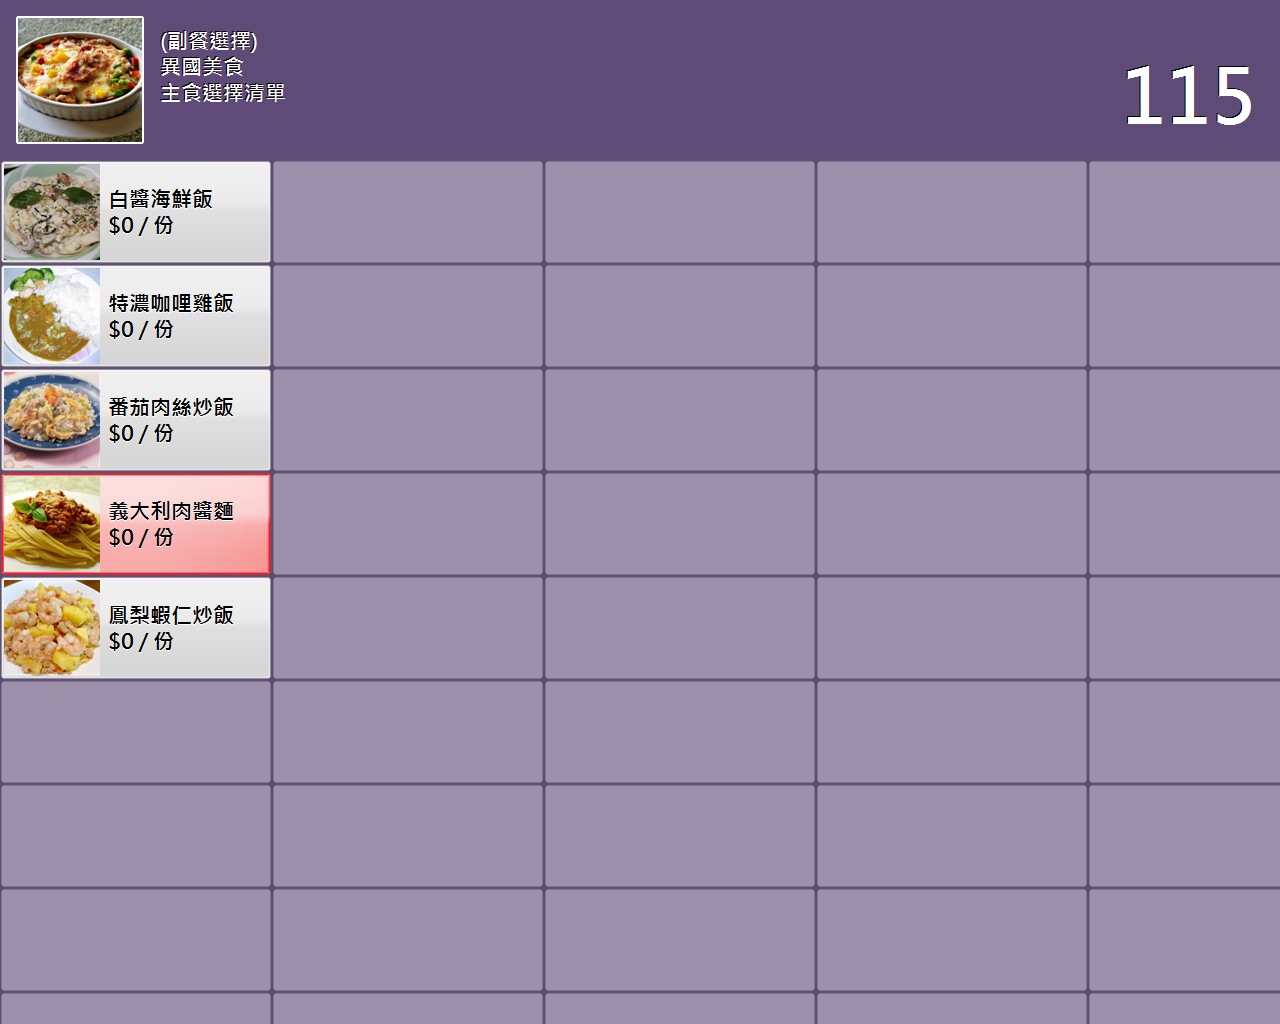 (副餐選擇)
異國美食
主食選擇清單
115
白醬海鮮飯
$0 / 份
特濃咖哩雞飯
$0 / 份
番茄肉絲炒飯
$0 / 份
義大利肉醬麵
$0 / 份
鳳梨蝦仁炒飯
$0 / 份